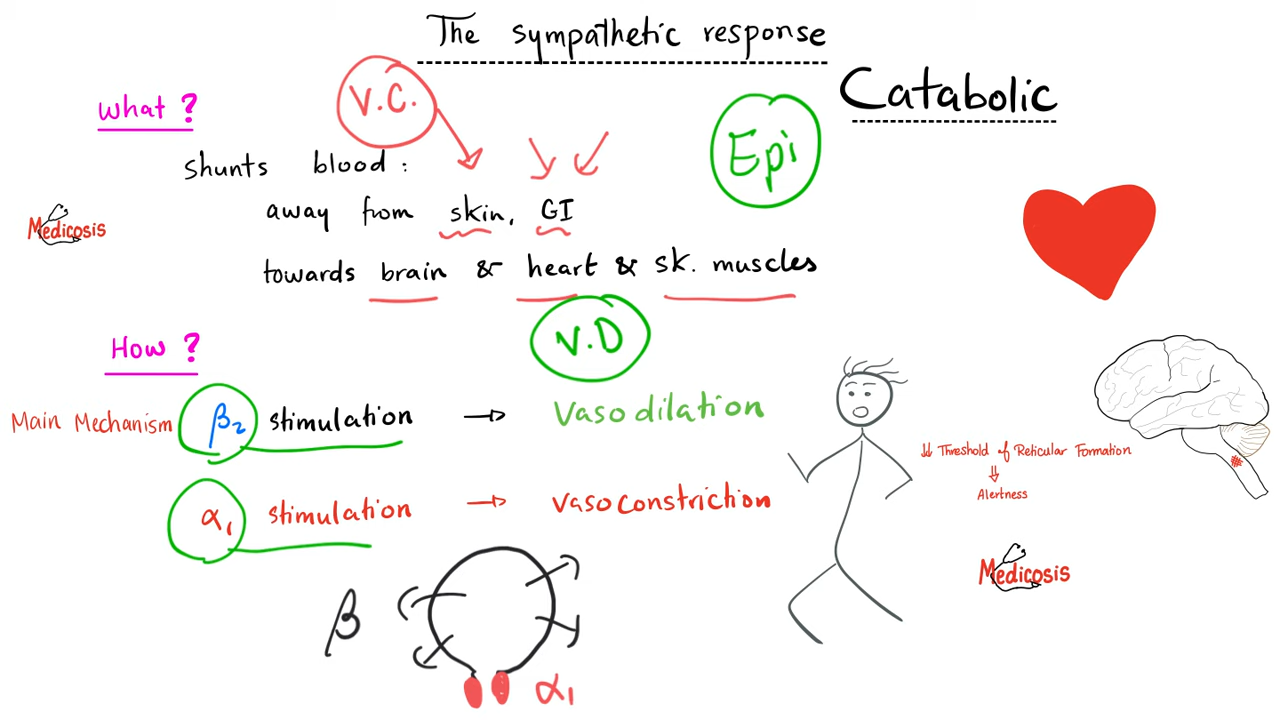 The sympathetic response
Catabolic
What ?
V.C.
Epi
shunts blood :
away from skin, GI
Medicosis
towards brain & heart & sk. muscles
V.D
How ?
Main Mechanism β₂ stimulation → Vasodilation
↓↓ Threshold of Reticular Formation
⇓
Alertness
α₁ stimulation → vasoconstriction
Medicosis
β
α₁